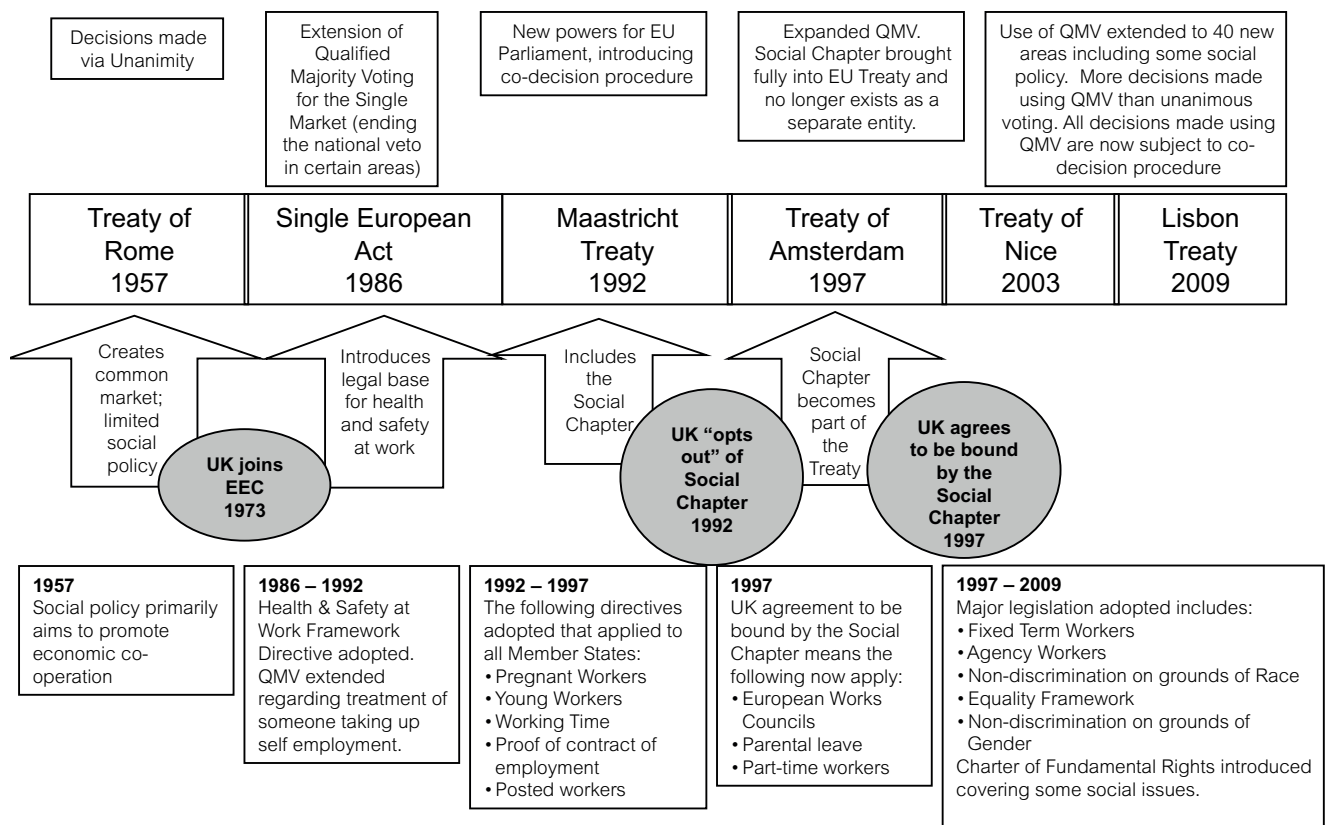 Decisions made
via Unanimity
Extension of
Qualified
Majority Voting
for the Single
Market (ending
the national veto
in certain areas)
New powers for EU
Parliament, introducing
co-decision procedure
Expanded QMV.
Social Chapter brought
fully into EU Treaty and
no longer exists as a
separate entity.
Use of QMV extended to 40 new
areas including some social
policy.  More decisions made
using QMV than unanimous
voting. All decisions made using
QMV are now subject to co-
decision procedure
Treaty of
Rome
1957
Single European
Act
1986
Maastricht
Treaty
1992
Treaty of
Amsterdam
1997
Treaty of
Nice
2003
Lisbon
Treaty
2009
Creates
common
market;
limited
social
policy
UK joins
EEC
1973
Introduces
legal base
for health
and safety
at work
Includes
the
Social
Chapter
UK “opts
out” of
Social
Chapter
1992
Social
Chapter
becomes
part of
the
Treaty
UK agrees
to be bound
by the
Social
Chapter
1997
1957
Social policy primarily
aims to promote
economic co-
operation
1986 – 1992
Health & Safety at
Work Framework
Directive adopted.
QMV extended
regarding treatment of
someone taking up
self employment.
1992 – 1997
The following directives
adopted that applied to
all Member States:
• Pregnant Workers
• Young Workers
• Working Time
• Proof of contract of
employment
• Posted workers
1997
UK agreement to be
bound by the Social
Chapter means the
following now apply:
• European Works
Councils
• Parental leave
• Part-time workers
1997 – 2009
Major legislation adopted includes:
• Fixed Term Workers
• Agency Workers
• Non-discrimination on grounds of Race
• Equality Framework
• Non-discrimination on grounds of
Gender
Charter of Fundamental Rights introduced
covering some social issues.